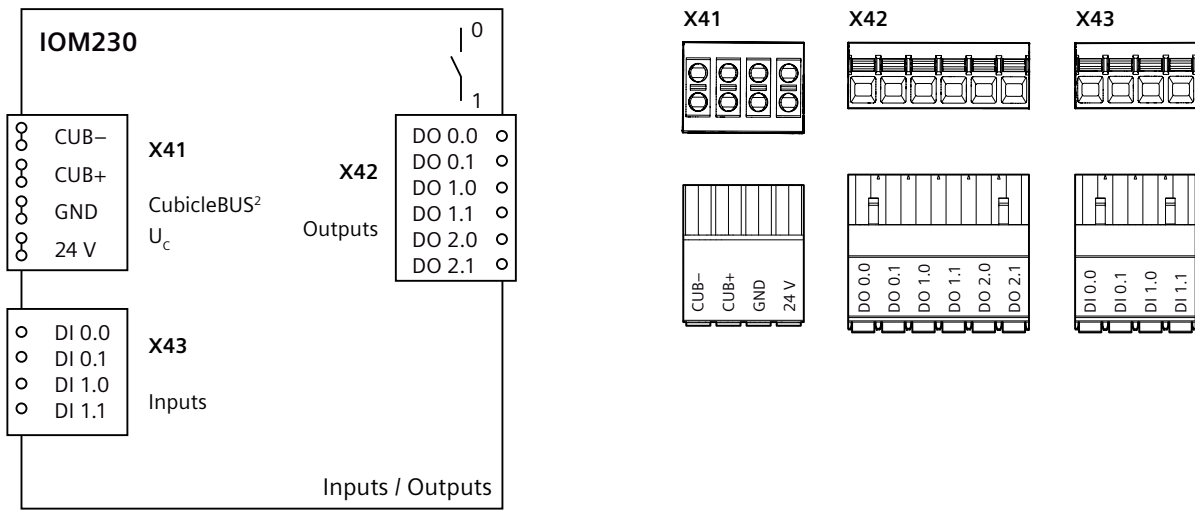 IOM230
0
1
CUB–
CUB+
GND
24 V
X41
CubicleBUS²
U꜀
X42
Outputs
DO 0.0
DO 0.1
DO 1.0
DO 1.1
DO 2.0
DO 2.1
DI 0.0
DI 0.1
DI 1.0
DI 1.1
X43
Inputs
Inputs / Outputs
X41
X42
X43
CUB–
CUB+
GND
24 V
DO 0.0
DO 0.1
DO 1.0
DO 1.1
DO 2.0
DO 2.1
DI 0.0
DI 0.1
DI 1.0
DI 1.1